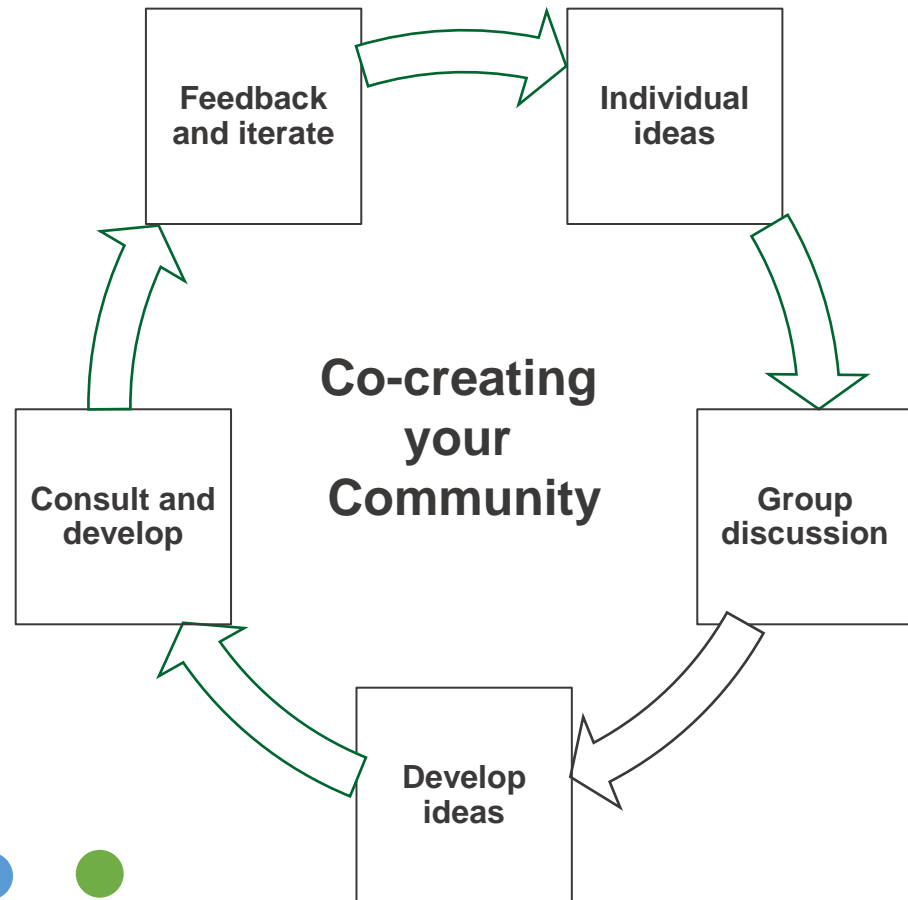 Feedback
and iterate
Individual
ideas
Co-creating
your
Community
Consult and
develop
Group
discussion
Develop
ideas